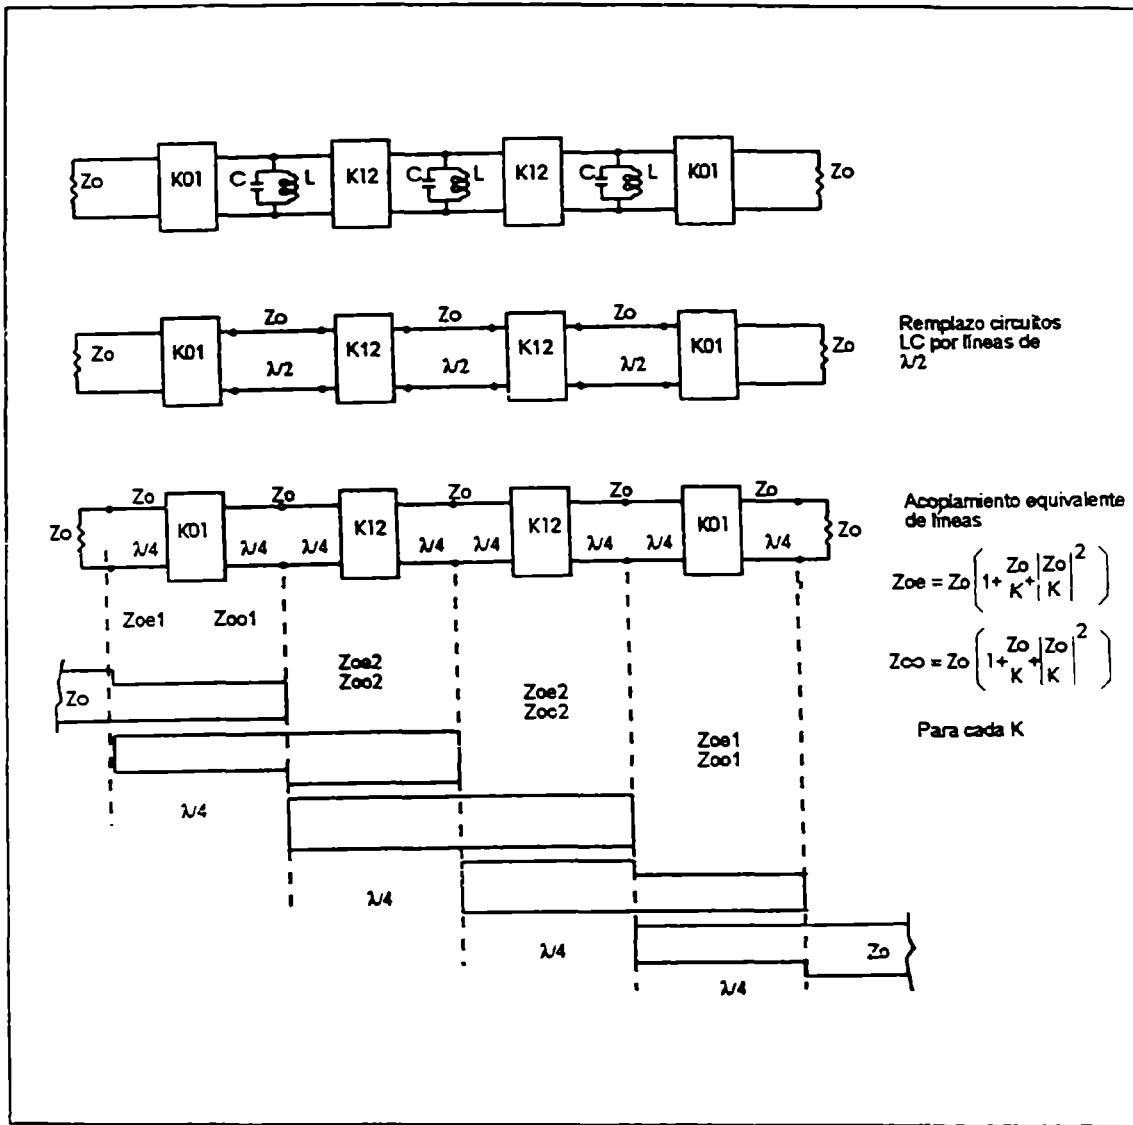 Zo K01 C L K12 C L K12 C L K01 Zo
Zo K01 Zo λ/2 K12 Zo λ/2 K12 Zo λ/2 K01 Zo
Remplazo circuitos
LC por líneas de
λ/2
Zo Zo K01 Zo K12 Zo K12 Zo K01 Zo Zo
λ/4 λ/4 λ/4 λ/4 λ/4 λ/4 λ/4 λ/4
Acoplamiento equivalente
de líneas
Zoe = Zo (1 + Zo/K + |Zo/K|²)
Zoo = Zo (1 + Zo/K + |Zo/K|²)
Para cada K
Zoe1 Zoo1
Zoe2
Zoo2
Zoe2
Zoo2
Zoe1
Zoo1
Zo
λ/4
λ/4
λ/4
Zo
λ/4